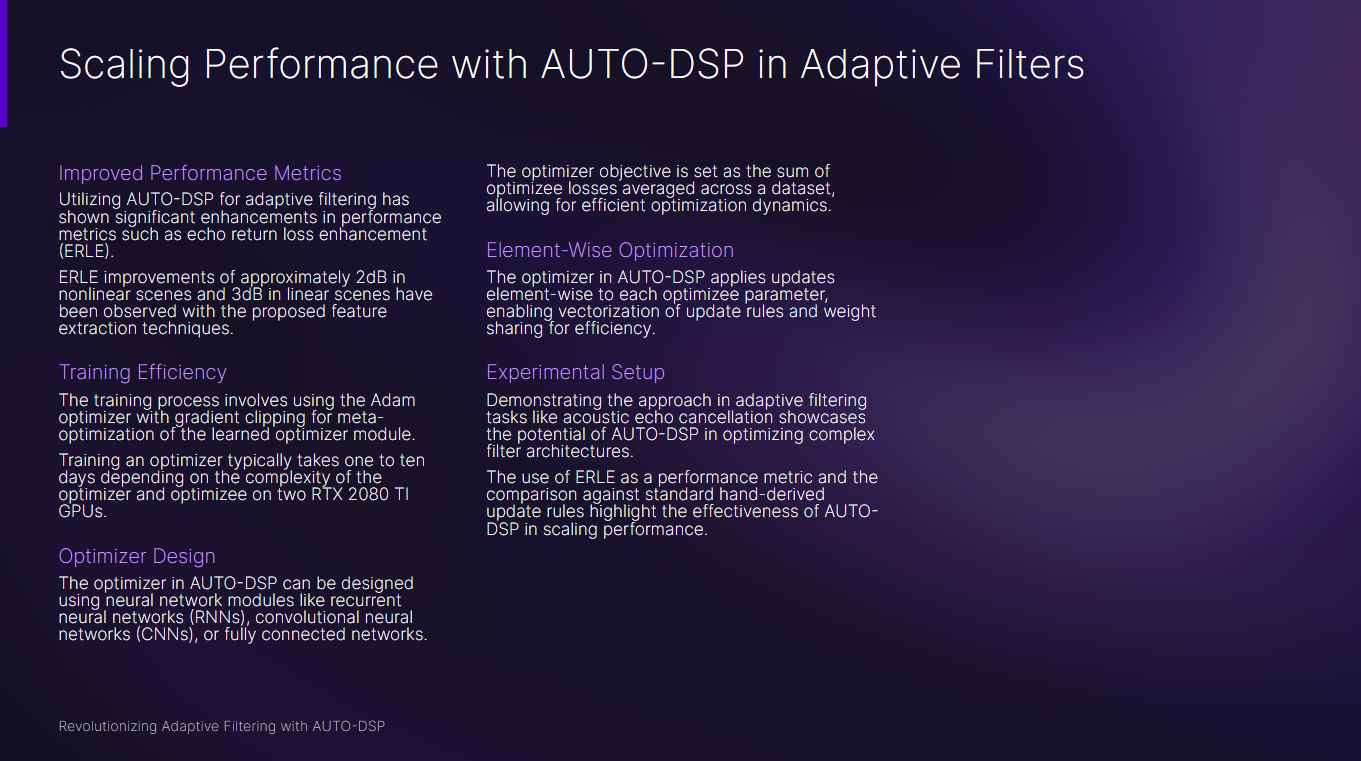 Scaling Performance with AUTO-DSP in Adaptive Filters
Improved Performance Metrics
Utilizing AUTO-DSP for adaptive filtering has
shown significant enhancements in performance
metrics such as echo return loss enhancement
(ERLE).
ERLE improvements of approximately 2dB in
nonlinear scenes and 3dB in linear scenes have
been observed with the proposed feature
extraction techniques.
Training Efficiency
The training process involves using the Adam
optimizer with gradient clipping for meta-
optimization of the learned optimizer module.
Training an optimizer typically takes one to ten
days depending on the complexity of the
optimizer and optimizee on two RTX 2080 TI
GPUs.
Optimizer Design
The optimizer in AUTO-DSP can be designed
using neural network modules like recurrent
neural networks (RNNs), convolutional neural
networks (CNNs), or fully connected networks.
The optimizer objective is set as the sum of
optimizee losses averaged across a dataset,
allowing for efficient optimization dynamics.
Element-Wise Optimization
The optimizer in AUTO-DSP applies updates
element-wise to each optimizee parameter,
enabling vectorization of update rules and weight
sharing for efficiency.
Experimental Setup
Demonstrating the approach in adaptive filtering
tasks like acoustic echo cancellation showcases
the potential of AUTO-DSP in optimizing complex
filter architectures.
The use of ERLE as a performance metric and the
comparison against standard hand-derived
update rules highlight the effectiveness of AUTO-
DSP in scaling performance.
Revolutionizing Adaptive Filtering with AUTO-DSP